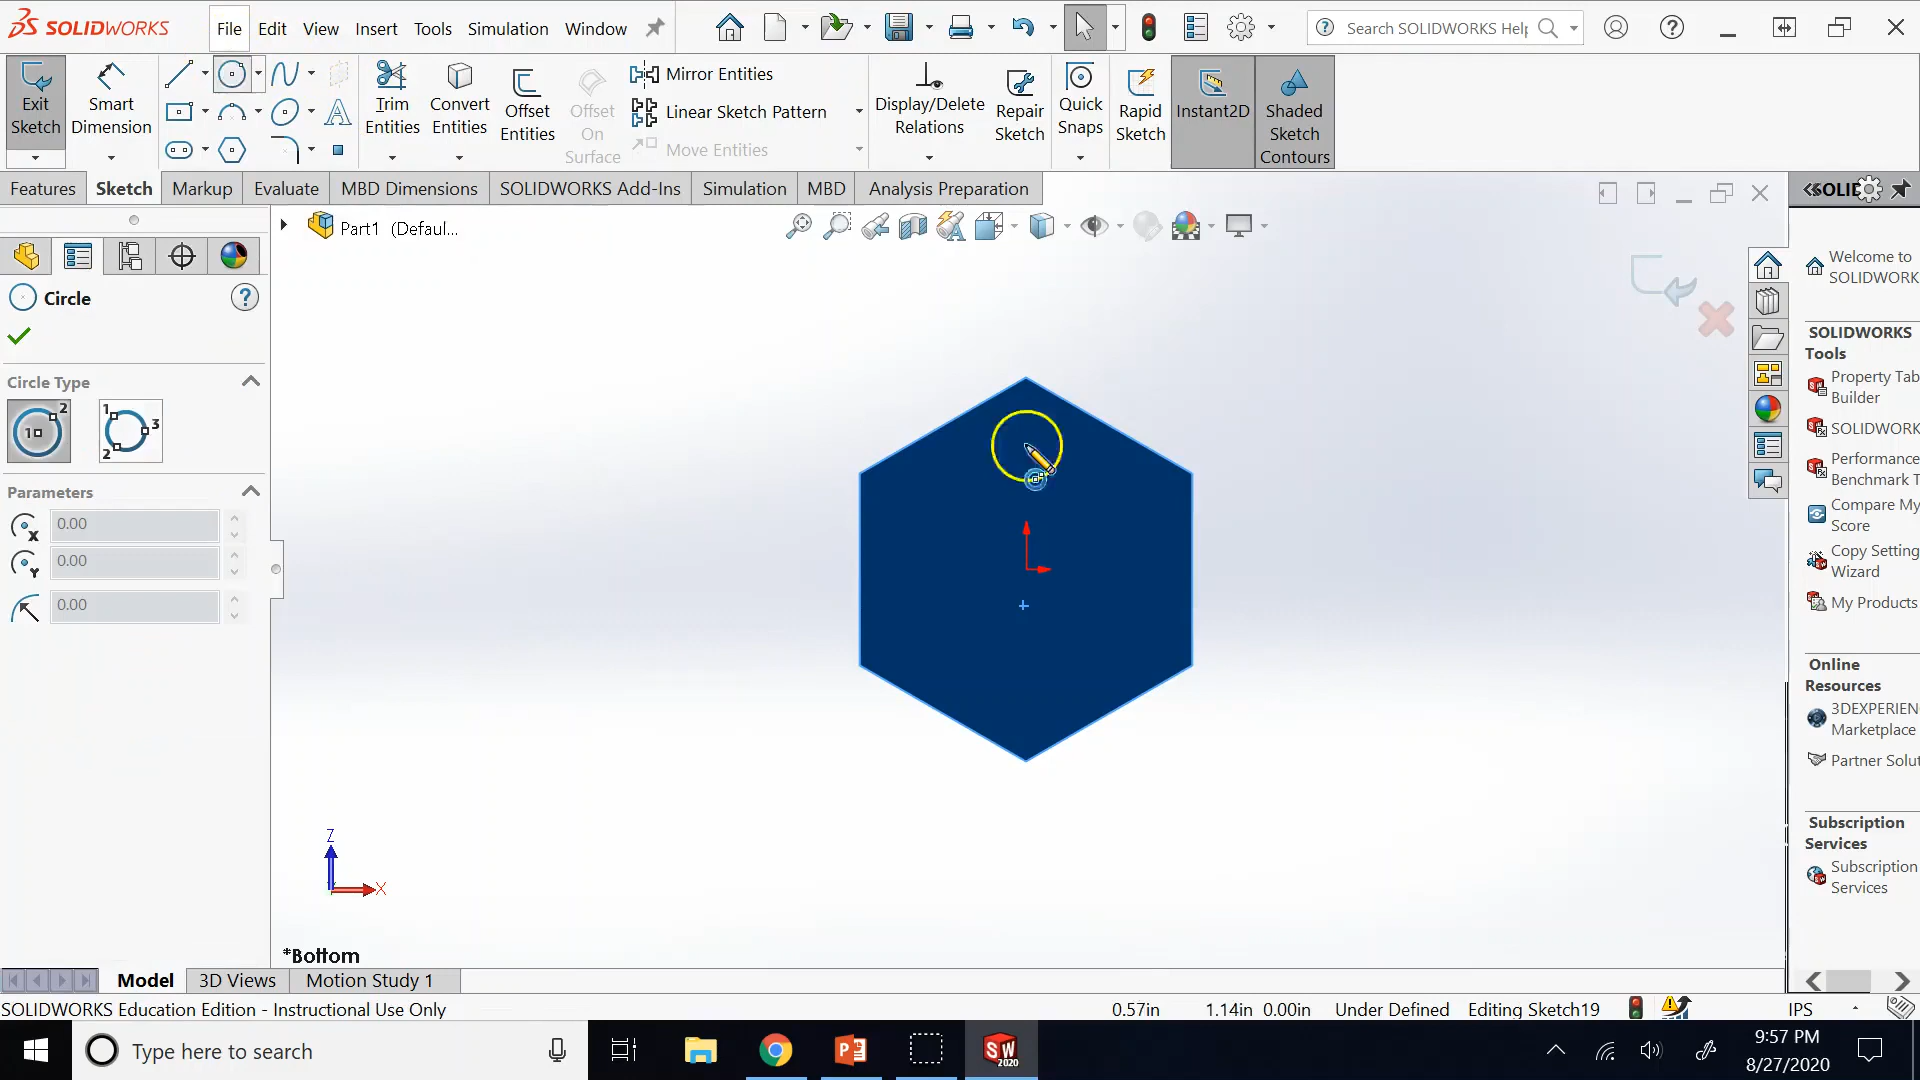 SOLIDWORKS
File Edit View Insert Tools Simulation Window
Search SOLIDWORKS Help
Exit Sketch
Smart Dimension
Trim Entities
Convert Entities
Offset Entities
Offset On Surface
Mirror Entities
Linear Sketch Pattern
Move Entities
Display/Delete Relations
Repair Sketch
Quick Snaps
Rapid Sketch
Instant2D
Shaded Sketch Contours
Features Sketch Markup Evaluate MBD Dimensions SOLIDWORKS Add-Ins Simulation MBD Analysis Preparation
Part1 (Defaul...
Circle
Circle Type
Parameters
0.00
0.00
0.00
Z
X
*Bottom
Model 3D Views Motion Study 1
SOLIDWORKS Education Edition - Instructional Use Only
0.57in 1.14in 0.00in Under Defined Editing Sketch19 IPS
Welcome to
SOLIDWORK
SOLIDWORKS
Tools
Property Tab
Builder
SOLIDWORK
Performance
Benchmark T
Compare My
Score
Copy Setting
Wizard
My Products
Online
Resources
3DEXPERIEN
Marketplace
Partner Solut
Subscription
Services
Subscription
Services
Type here to search
SW
2020
9:57 PM
8/27/2020